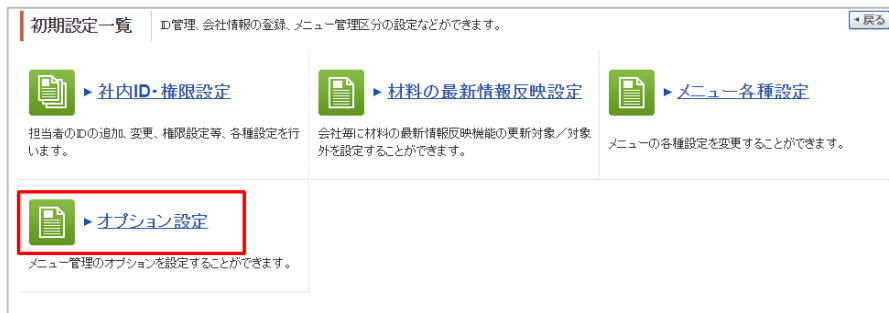 初期設定一覧 ID管理、会社情報の登録、メニュー管理区分の設定などができます。
戻る
社内ID・権限設定
材料の最新情報反映設定
メニュー各種設定
担当者のIDの追加、変更、権限設定等、各種設定を行
います。
会社毎に材料の最新情報反映機能の更新対象／対象
外を設定することができます。
メニューの各種設定を変更することができます。
オプション設定
メニュー管理のオプションを設定することができます。